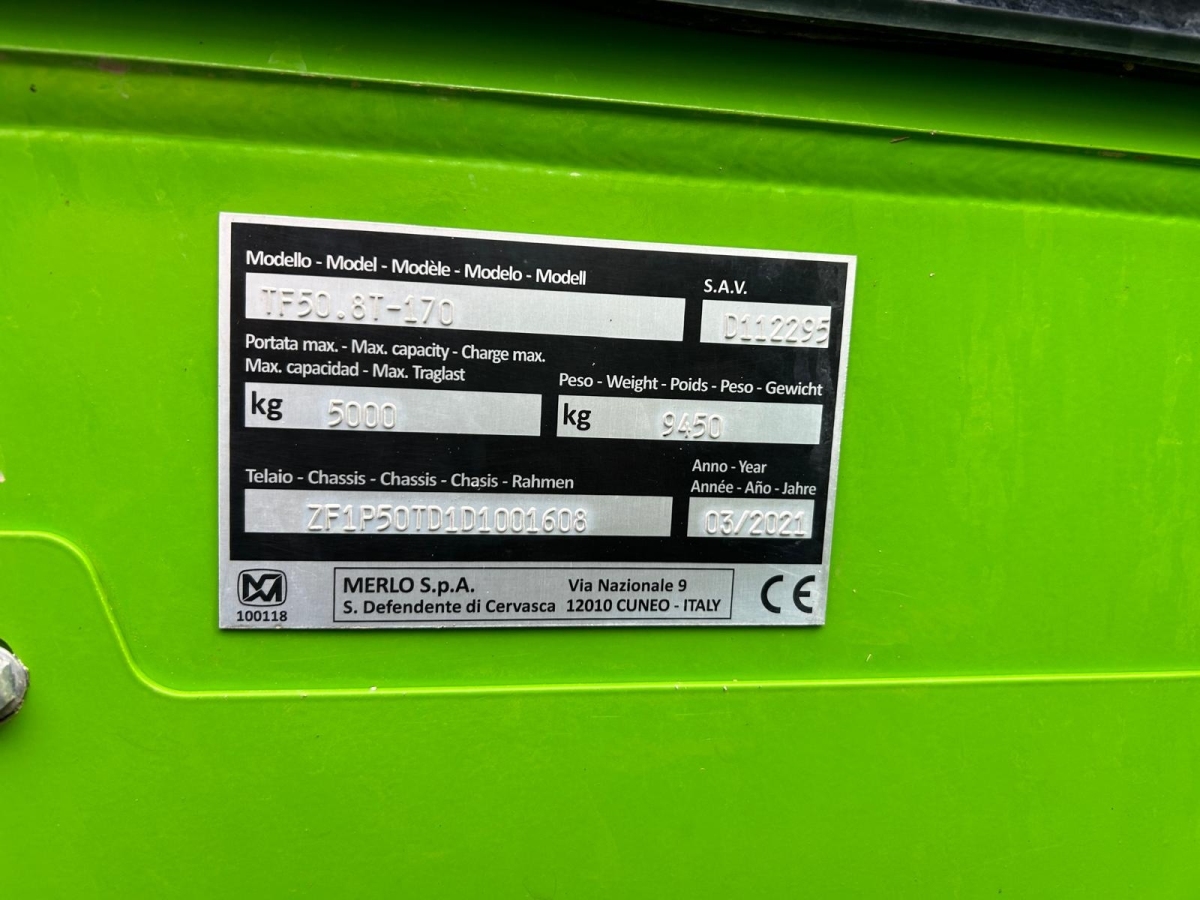 Modello - Model - Modèle - Modelo - Modell
S.A.V.
TF50.8T-170
D112295
Portata max. - Max. capacity - Charge max.
Max. capacidad - Max. Traglast
Peso - Weight - Poids - Peso - Gewicht
kg 5000
kg 9450
Telaio - Chassis - Chassis - Chasis - Rahmen
Anno - Year
Année - Año - Jahre
ZF1P50TD1D1001608
03/2021
100118
MERLO S.p.A. Via Nazionale 9
S. Defendente di Cervasca 12010 CUNEO - ITALY
CE